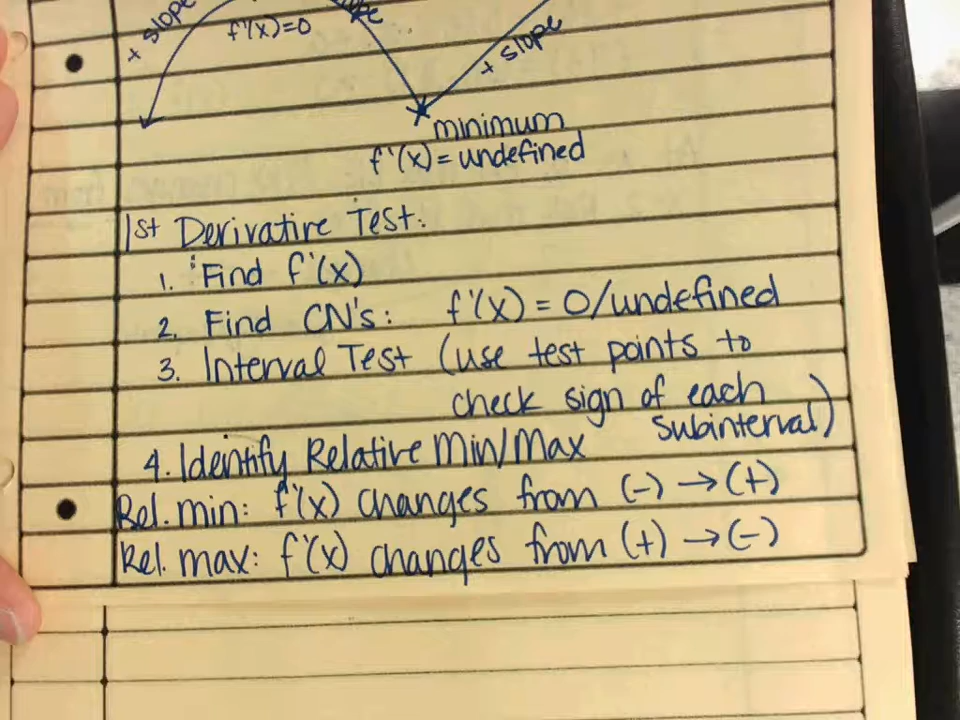 + slope
f'(x)=0
+ slope
minimum
f'(x) = undefined
1st Derivative Test:
1. Find f'(x)
2. Find CN's: f'(x) = 0/undefined
3. Interval Test (use test points to
check sign of each
subinterval)
4. Identify Relative Min/Max
Rel. min: f'(x) changes from (-) → (+)
Rel. max: f'(x) changes from (+) → (-)